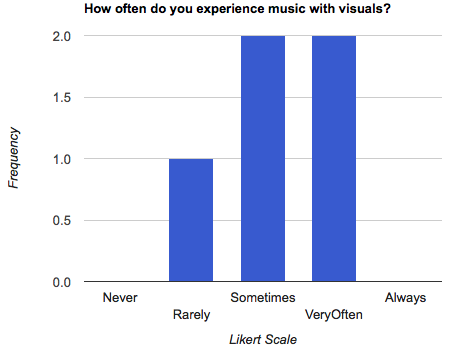 How often do you experience music with visuals?
2.0
1.5
1.0
0.5
0.0
Frequency
Never
Rarely
Sometimes
VeryOften
Always
Likert Scale